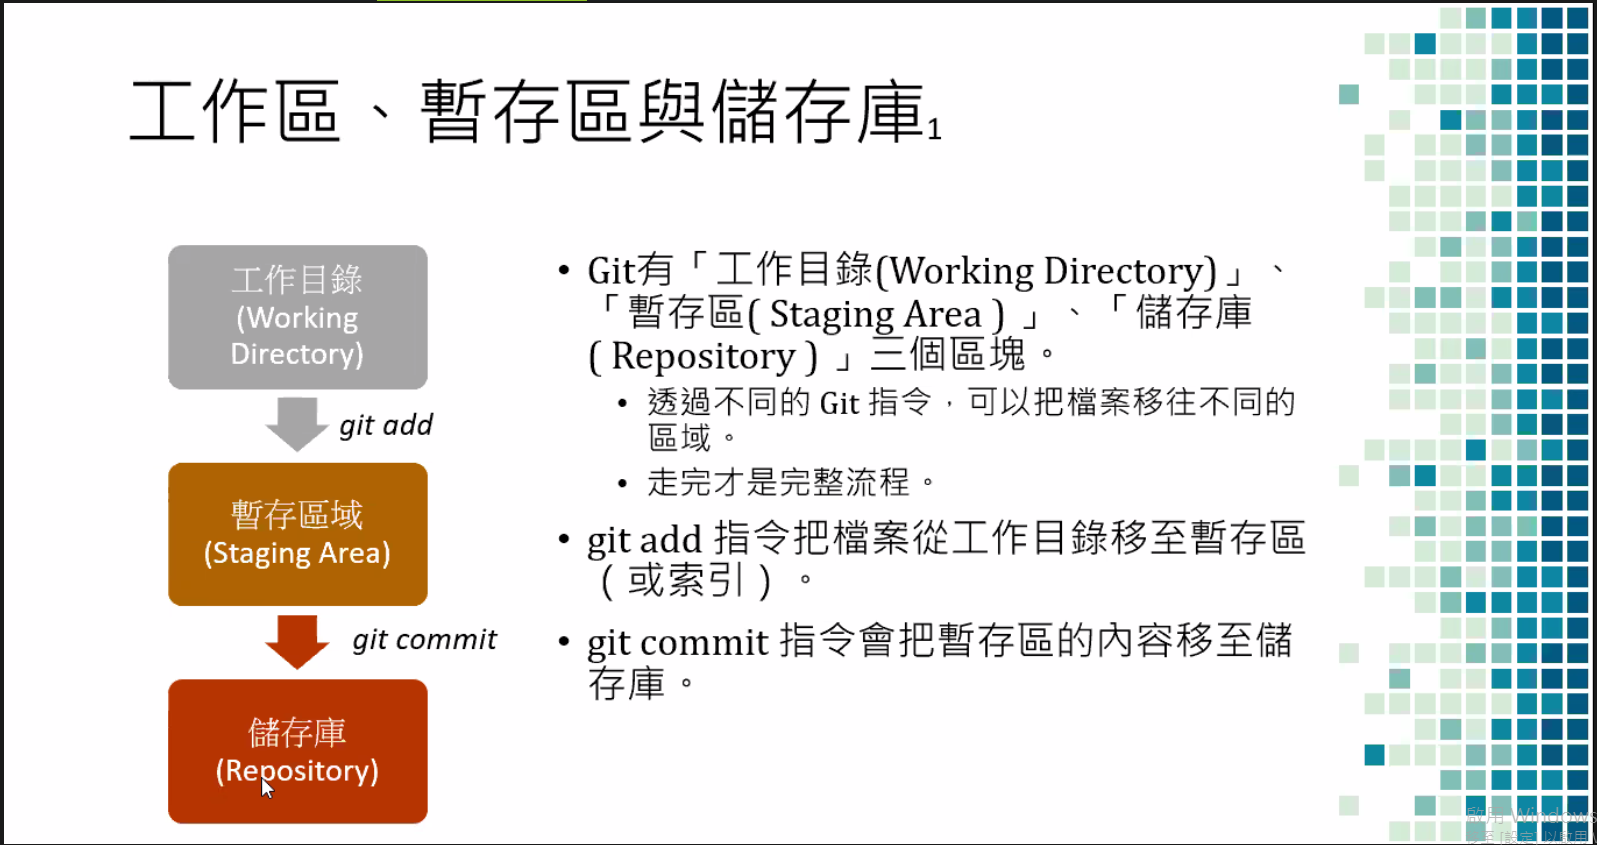 工作區、暫存區與儲存庫1
工作目錄
(Working
Directory)
git add
暫存區域
(Staging Area)
git commit
儲存庫
(Repository)
• Git有「工作目錄(Working Directory)」、
「暫存區( Staging Area )」、「儲存庫
( Repository )」三個區塊。
• 透過不同的 Git 指令，可以把檔案移往不同的
區域。
• 走完才是完整流程。
• git add 指令把檔案從工作目錄移至暫存區
（或索引）。
• git commit 指令會把暫存區的內容移至儲
存庫。
啟用 Windows
移至 [設定] 以啟用